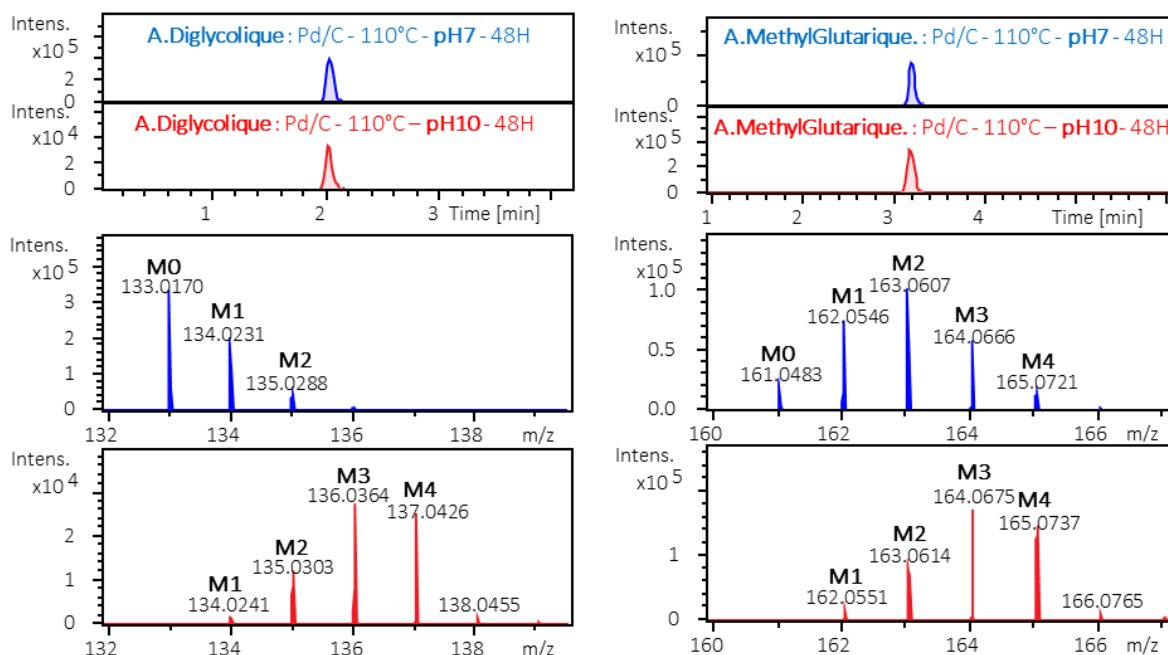 Intens.
x10 5
A.Diglycolique : Pd/C - 110°C - pH7 - 48H
2
0
Intens.
x10 4
A.Diglycolique : Pd/C - 110°C – pH10 - 48H
2
0
1 2 3 Time [min]
Intens.
x10 5
A.MethylGlutarique. : Pd/C - 110°C - pH7 - 48H
0
Intens.
x10 5
A.MethylGlutarique. : Pd/C - 110°C – pH10 - 48H
2
0
1 2 3 4 Time [min]
Intens.
x10 5
3
2
1
0
M0
133.0170
M1
134.0231
M2
135.0288
132 134 136 138 m/z
Intens.
x10 5
1.0
0.5
0.0
M0
161.0483
M1
162.0546
M2
163.0607
M3
164.0666
M4
165.0721
160 162 164 166 m/z
Intens.
x10 4
2
1
0
M1
134.0241
M2
135.0303
M3
136.0364
M4
137.0426
138.0455
132 134 136 138 m/z
Intens.
x10 5
1
0
M1
162.0551
M2
163.0614
M3
164.0675
M4
165.0737
166.0765
160 162 164 166 m/z